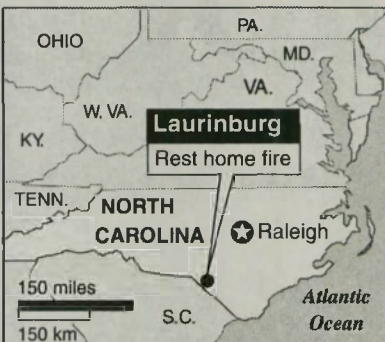 PA.
OHIO
MD.
VA.
W. VA.
Laurinburg
Rest home fire
KY.
TENN.
NORTH
CAROLINA
Raleigh
150 miles
150 km
S.C.
Atlantic
Ocean